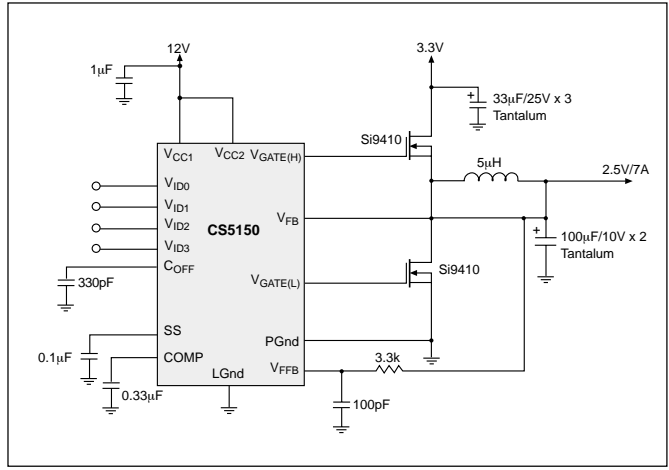 12V
3.3V
1μF
+
33μF/25V x 3
Tantalum
Si9410
VCC1
VCC2
VGATE(H)
5μH
2.5V/7A
VID0
VID1
VID2
VID3
CS5150
VFB
+
100μF/10V x 2
Tantalum
COFF
330pF
VGATE(L)
Si9410
SS
PGnd
0.1μF
COMP
3.3k
VFFB
LGnd
0.33μF
100pF